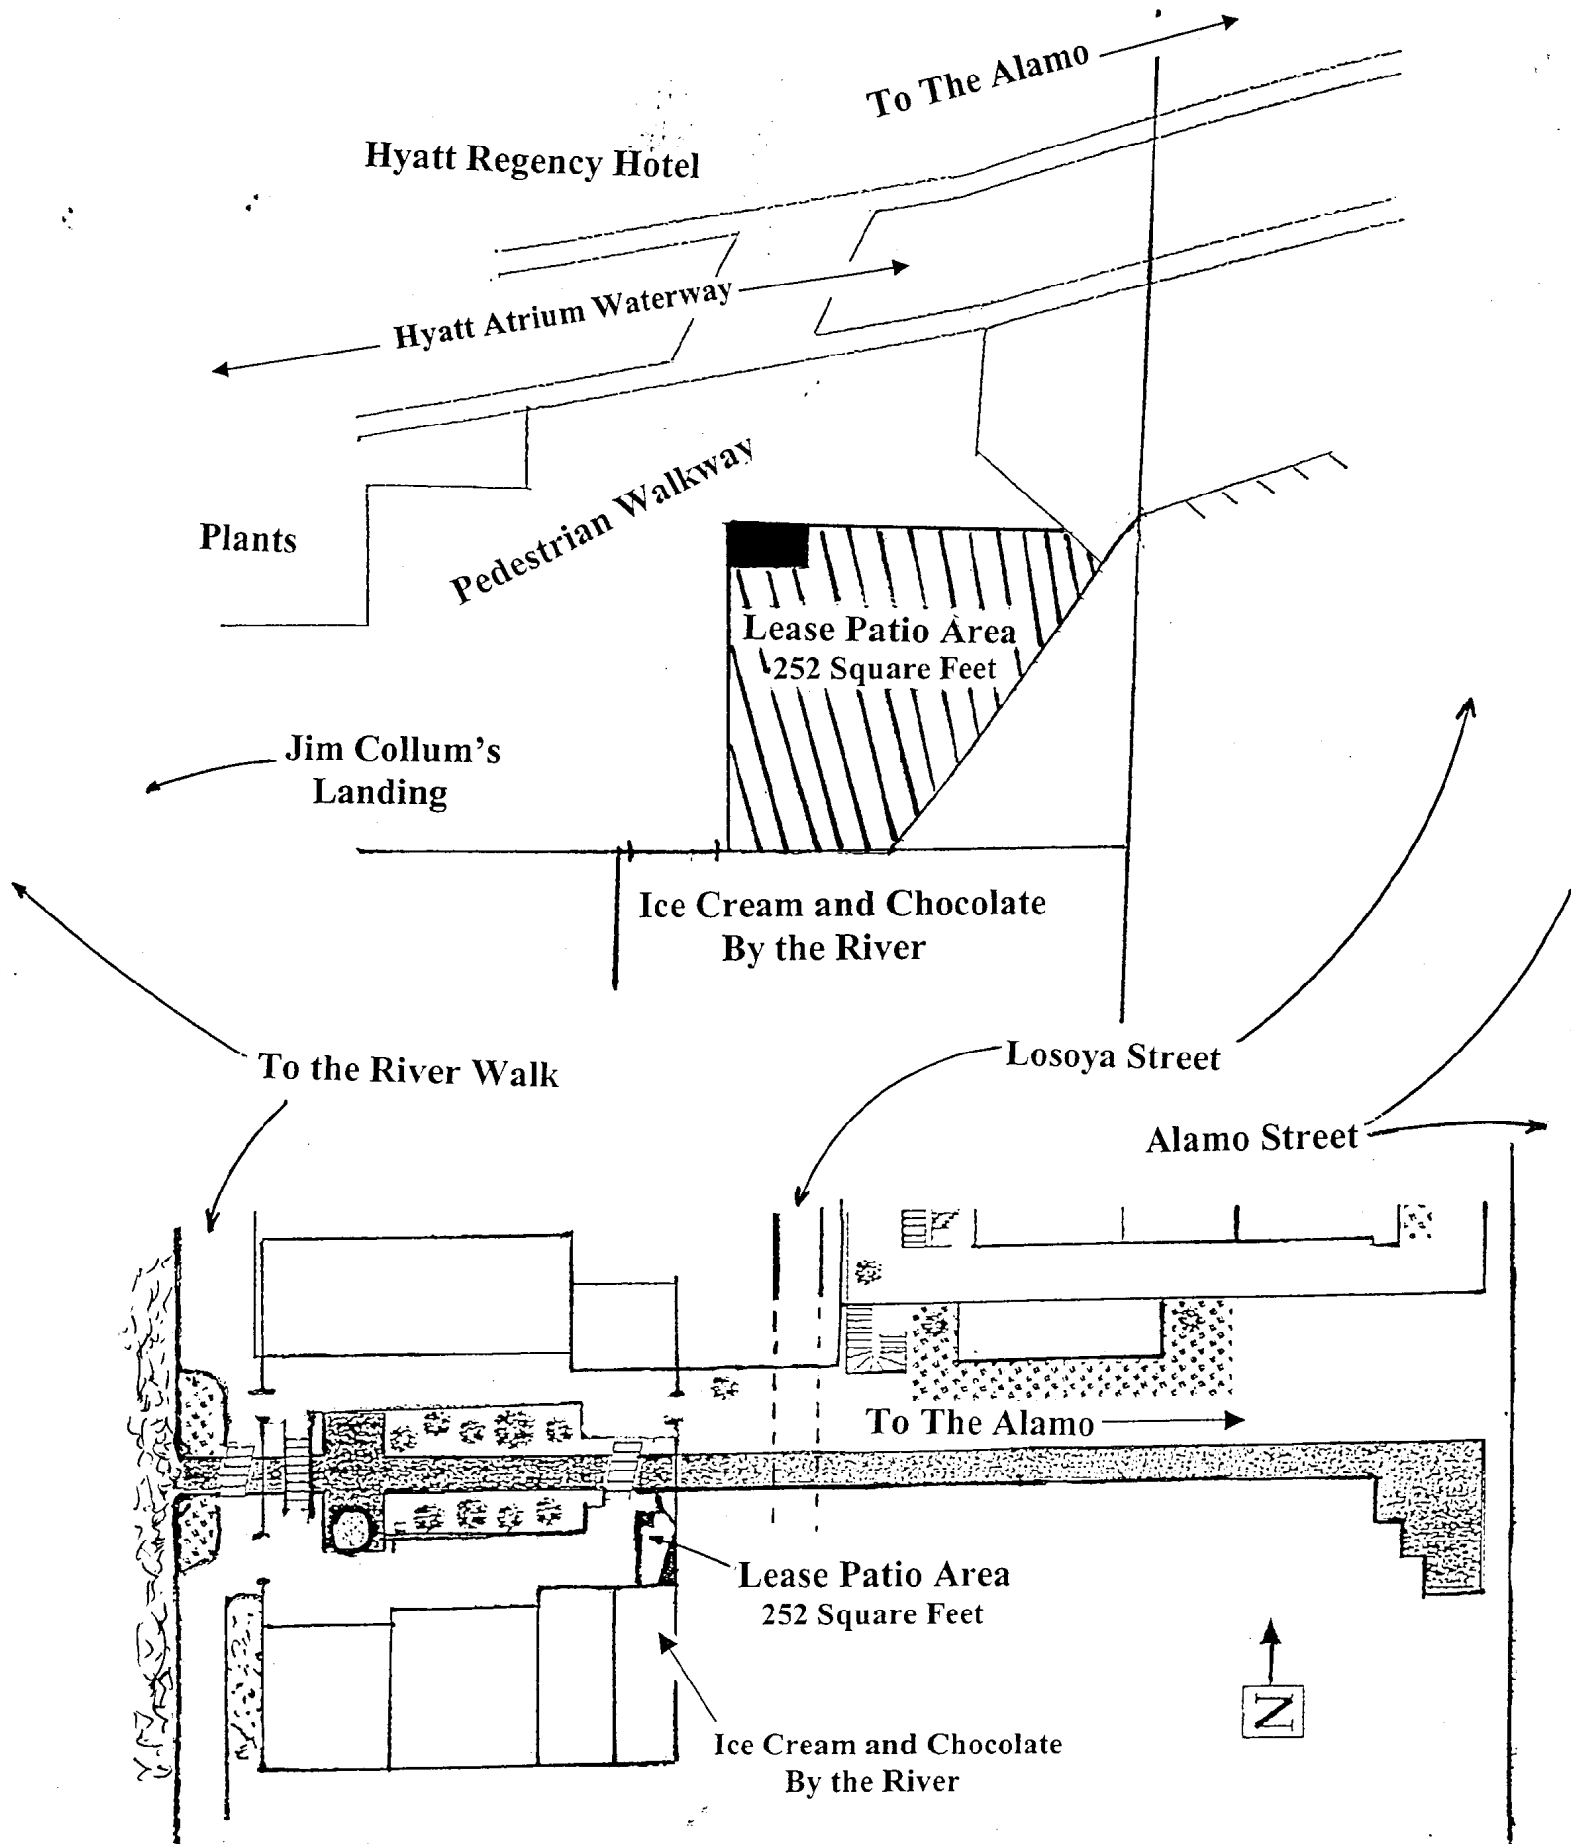 To The Alamo
Hyatt Regency Hotel
Hyatt Atrium Waterway
Pedestrian Walkway
Plants
Lease Patio Area
252 Square Feet
Jim Collum's
Landing
Ice Cream and Chocolate
By the River
To the River Walk
Losoya Street
Alamo Street
To The Alamo
Lease Patio Area
252 Square Feet
N
Ice Cream and Chocolate
By the River